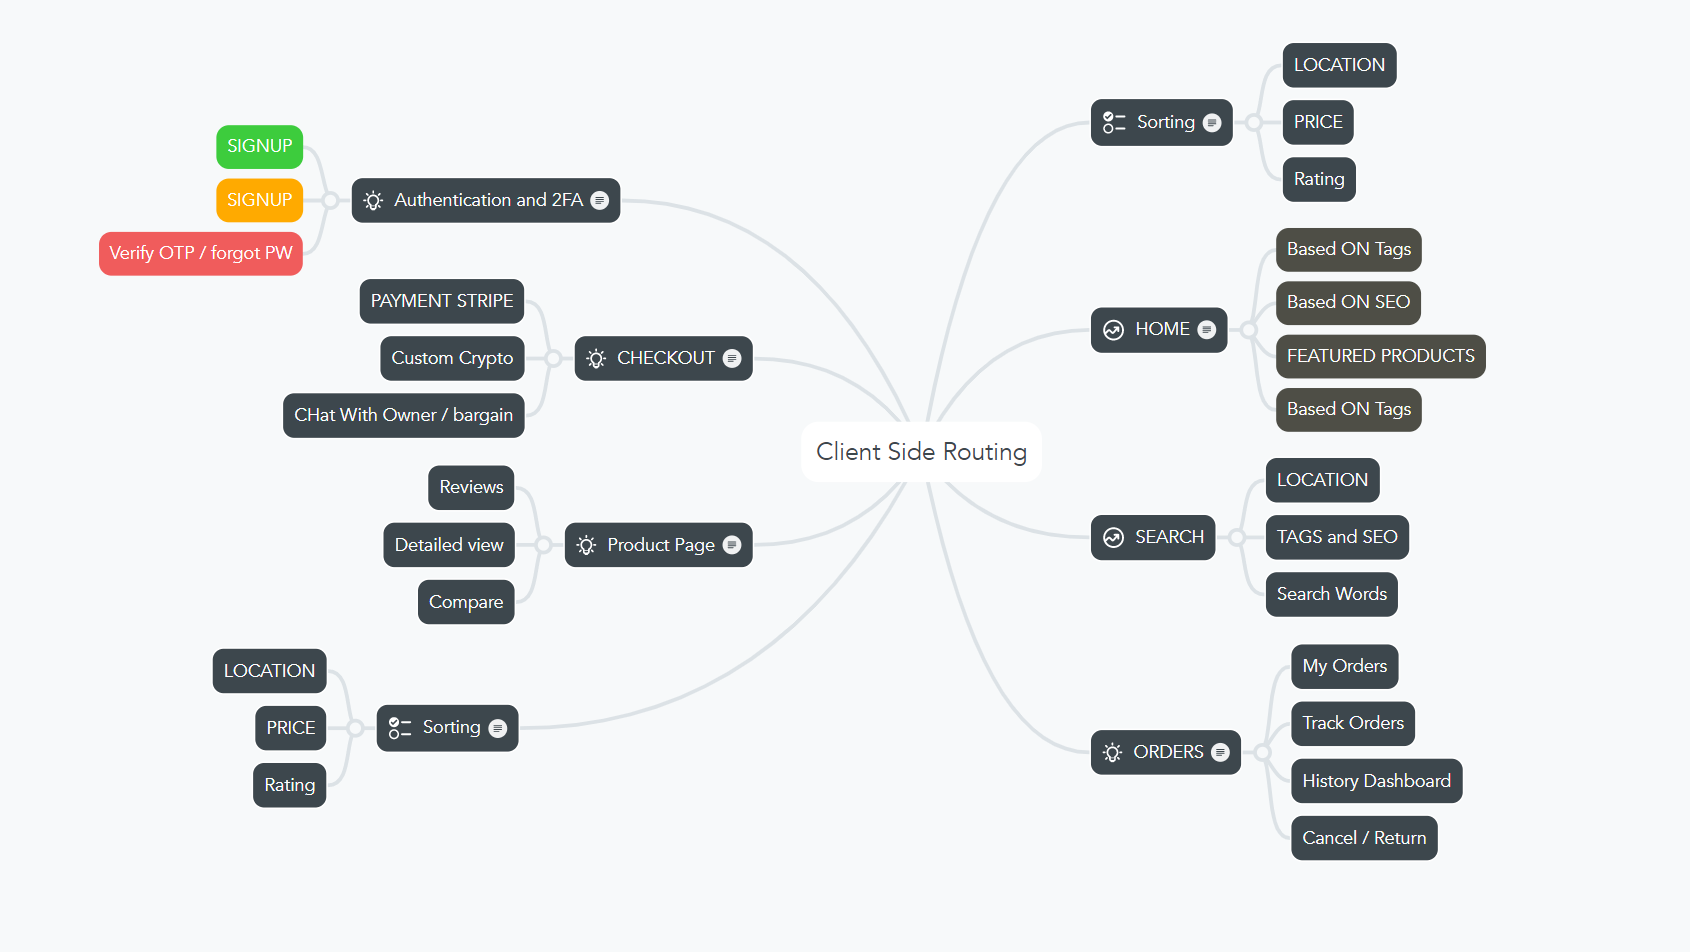 Client Side Routing
Authentication and 2FA
SIGNUP
SIGNUP
Verify OTP / forgot PW
CHECKOUT
PAYMENT STRIPE
Custom Crypto
CHat With Owner / bargain
Product Page
Reviews
Detailed view
Compare
Sorting
LOCATION
PRICE
Rating
Sorting
LOCATION
PRICE
Rating
HOME
Based ON Tags
Based ON SEO
FEATURED PRODUCTS
Based ON Tags
SEARCH
LOCATION
TAGS and SEO
Search Words
ORDERS
My Orders
Track Orders
History Dashboard
Cancel / Return